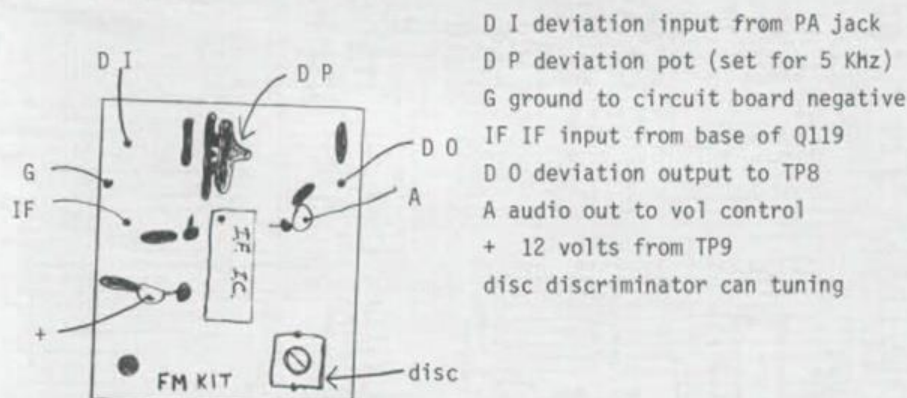 D I deviation input from PA jack
D P deviation pot (set for 5 Khz)
G ground to circuit board negative
IF IF input from base of Q119
D O deviation output to TP8
A audio out to vol control
+ 12 volts from TP9
disc discriminator can tuning
D I
D P
D O
G
A
IF
I.F. I.C.
+
FM KIT
disc